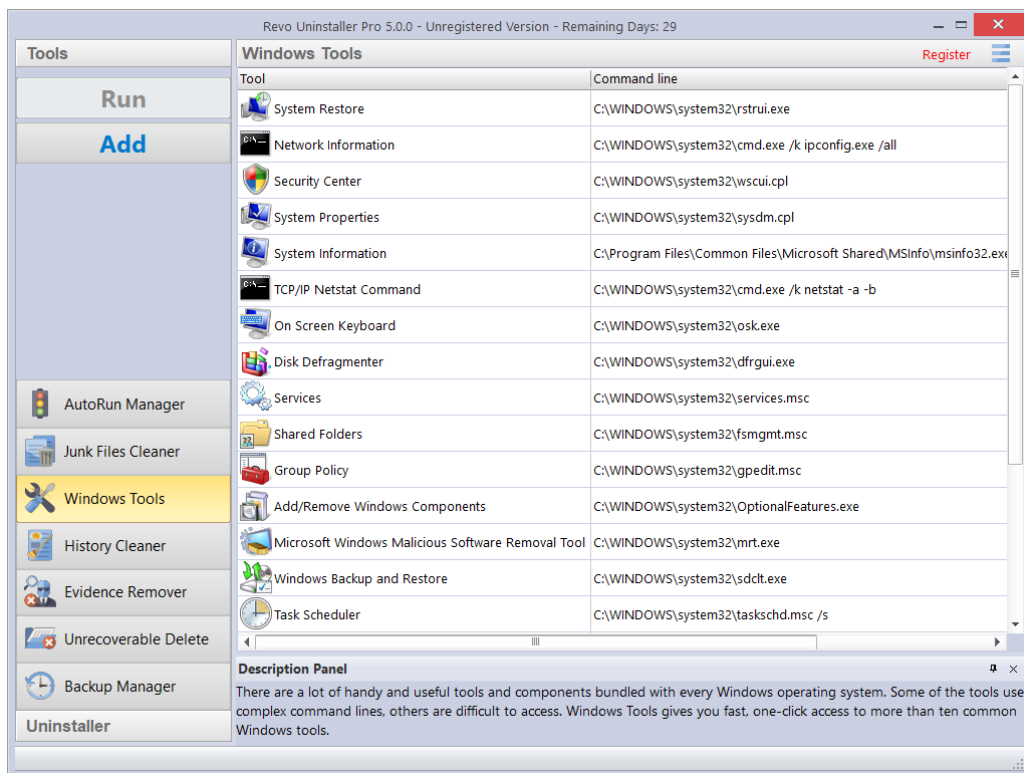 Revo Uninstaller Pro 5.0.0 - Unregistered Version - Remaining Days: 29
Tools
Run
Add
AutoRun Manager
Junk Files Cleaner
Windows Tools
History Cleaner
Evidence Remover
Unrecoverable Delete
Backup Manager
Uninstaller
Windows Tools Register
Tool Command line
System Restore C:\WINDOWS\system32\rstrui.exe
Network Information C:\WINDOWS\system32\cmd.exe /k ipconfig.exe /all
Security Center C:\WINDOWS\system32\wscui.cpl
System Properties C:\WINDOWS\system32\sysdm.cpl
System Information C:\Program Files\Common Files\Microsoft Shared\MSInfo\msinfo32.exe
TCP/IP Netstat Command C:\WINDOWS\system32\cmd.exe /k netstat -a -b
On Screen Keyboard C:\WINDOWS\system32\osk.exe
Disk Defragmenter C:\WINDOWS\system32\dfrgui.exe
Services C:\WINDOWS\system32\services.msc
Shared Folders C:\WINDOWS\system32\fsmgmt.msc
Group Policy C:\WINDOWS\system32\gpedit.msc
Add/Remove Windows Components C:\WINDOWS\system32\OptionalFeatures.exe
Microsoft Windows Malicious Software Removal Tool C:\WINDOWS\system32\mrt.exe
Windows Backup and Restore C:\WINDOWS\system32\sdclt.exe
Task Scheduler C:\WINDOWS\system32\taskschd.msc /s
Description Panel
There are a lot of handy and useful tools and components bundled with every Windows operating system. Some of the tools use
complex command lines, others are difficult to access. Windows Tools gives you fast, one-click access to more than ten common
Windows tools.